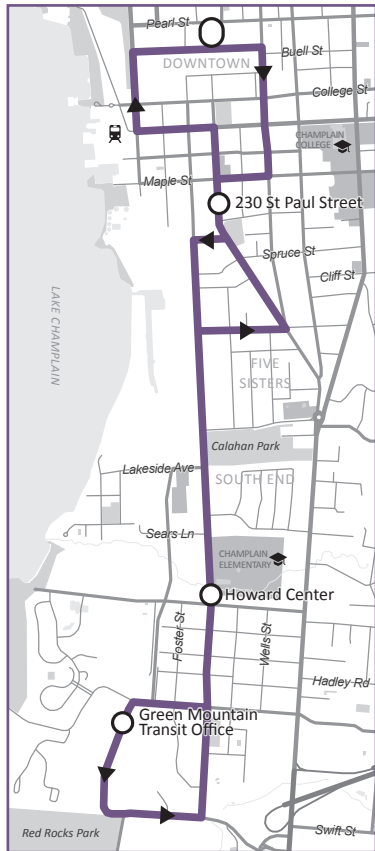 Pearl St
Buell St
DOWNTOWN
College St
CHAMPLAIN
COLLEGE
Maple St
230 St Paul Street
Spruce St
Cliff St
LAKE CHAMPLAIN
FIVE
SISTERS
Calahan Park
Lakeside Ave
SOUTH END
Sears Ln
CHAMPLAIN
ELEMENTARY
Howard Center
Foster St
Wells St
Hadley Rd
Green Mountain
Transit Office
Red Rocks Park
Swift St